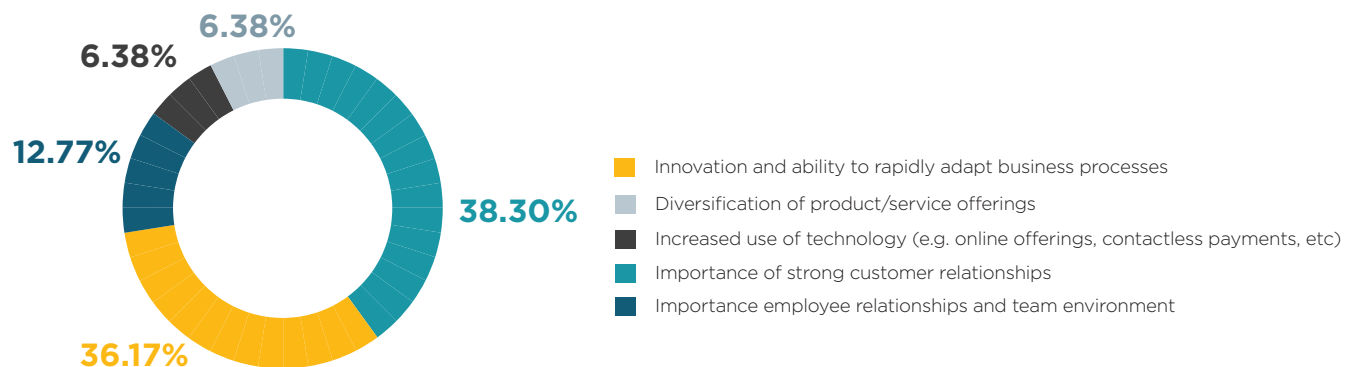 6.38%
6.38%
12.77%
38.30%
36.17%
Innovation and ability to rapidly adapt business processes
Diversification of product/service offerings
Increased use of technology (e.g. online offerings, contactless payments, etc)
Importance of strong customer relationships
Importance employee relationships and team environment